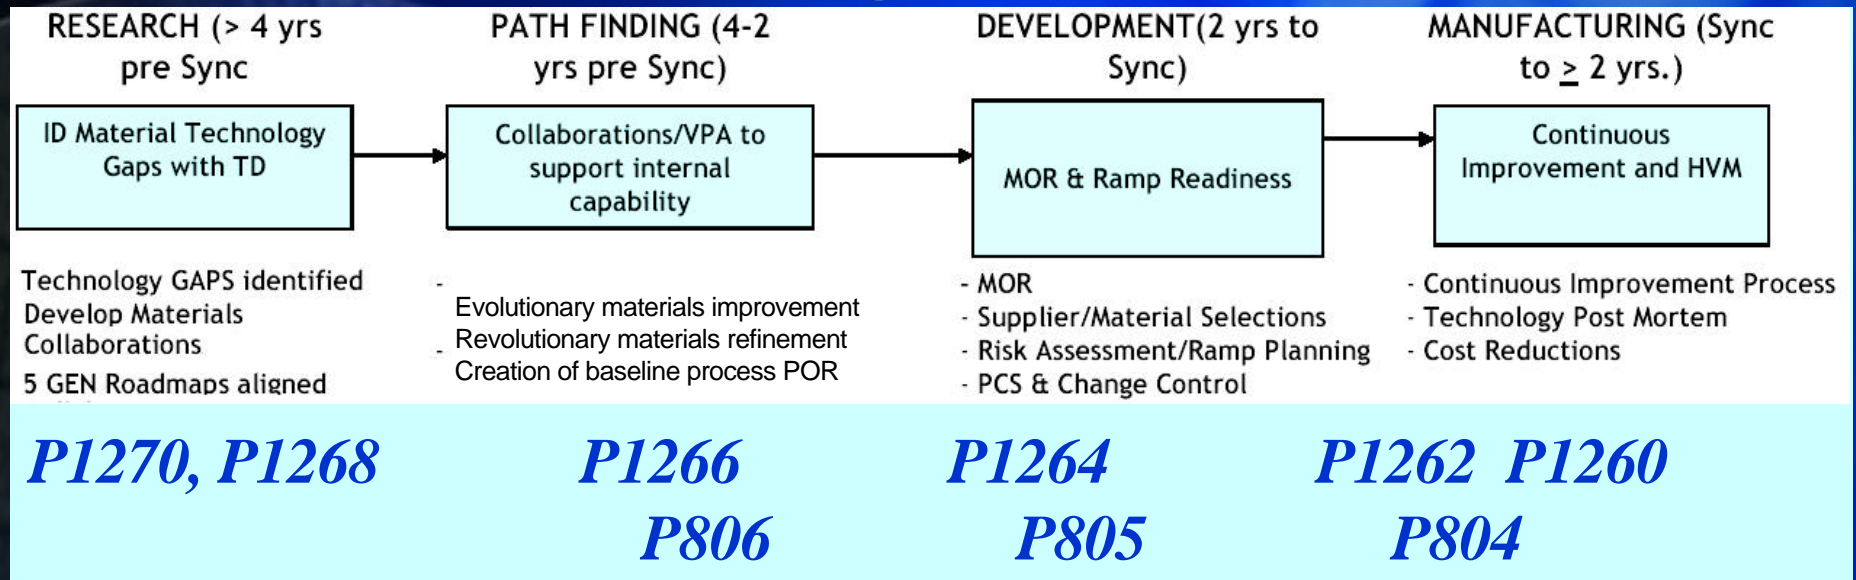 RESEARCH (> 4 yrs
pre Sync
PATH FINDING (4-2
yrs pre Sync)
DEVELOPMENT(2 yrs to
Sync)
MANUFACTURING (Sync
to ≥ 2 yrs.)
ID Material Technology
Gaps with TD
Collaborations/VPA to
support internal
capability
MOR & Ramp Readiness
Continuous
Improvement and HVM
Technology GAPS identified
Develop Materials
Collaborations
5 GEN Roadmaps aligned
-
Evolutionary materials improvement
Revolutionary materials refinement
-
Creation of baseline process POR
- MOR
- Supplier/Material Selections
- Risk Assessment/Ramp Planning
- PCS & Change Control
- Continuous Improvement Process
- Technology Post Mortem
- Cost Reductions
P1270, P1268
P1266
P1264
P1262 P1260
P806
P805
P804